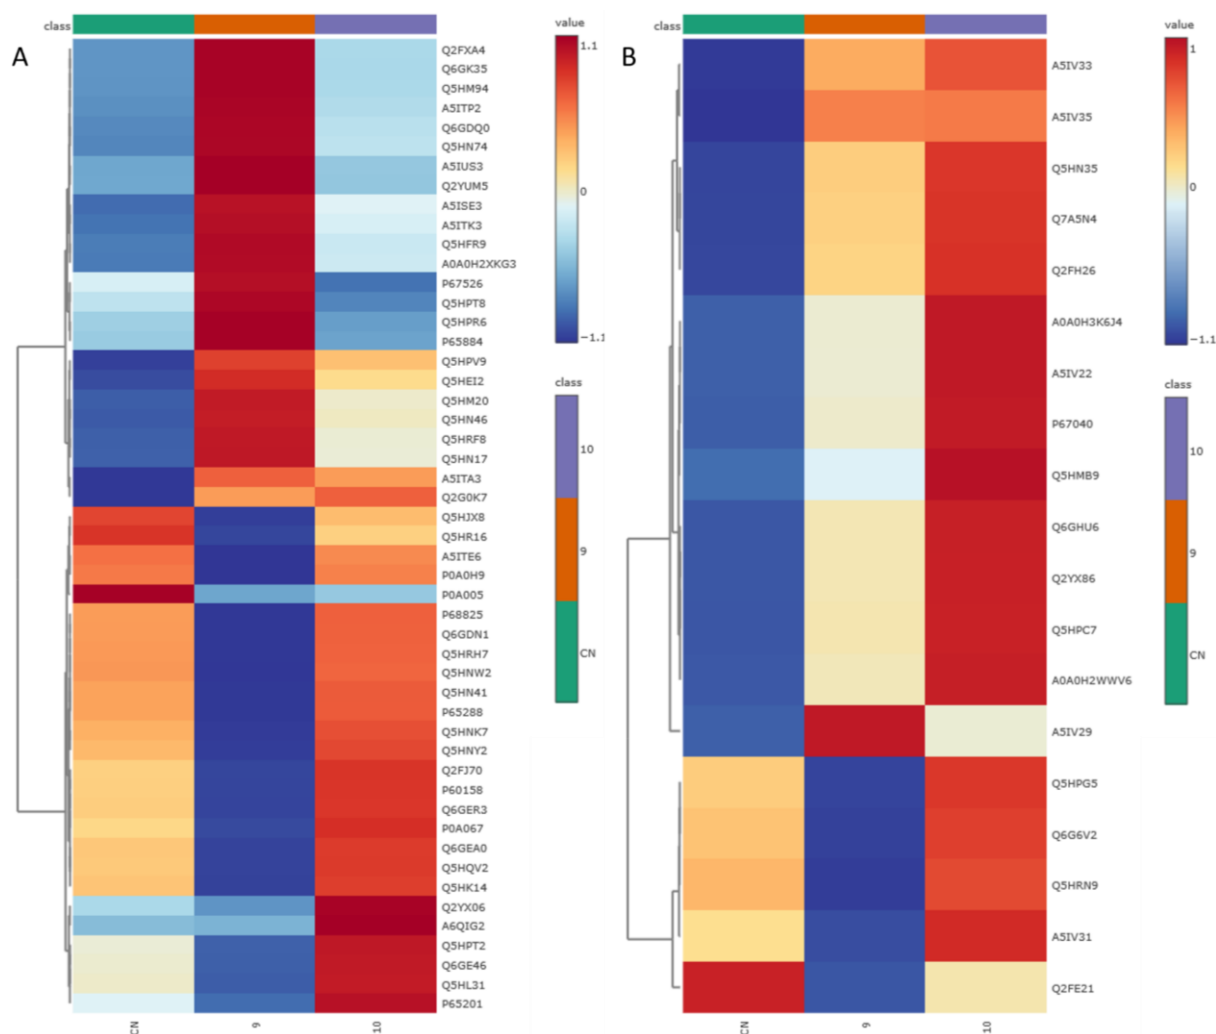 A
class
Q2FXA4
Q6GK35
Q5HM94
A5ITP2
Q6GDQ0
Q5HN74
A5IUS3
Q2YUM5
A5ISE3
A5ITK3
Q5HFR9
A0A0H2XKG3
P67526
Q5HPT8
Q5HPR6
P65884
Q5HPV9
Q5HEI2
Q5HM20
Q5HN46
Q5HRF8
Q5HN17
A5ITA3
Q2G0K7
Q5HJX8
Q5HR16
A5ITE6
P0A0H9
P0A005
P68825
Q6GDN1
Q5HRH7
Q5HNW2
Q5HN41
P65288
Q5HNK7
Q5HNY2
Q2FJ70
P60158
Q6GER3
P0A067
Q6GEA0
Q5HQV2
Q5HK14
Q2YX06
A6QIG2
Q5HPT2
Q6GE46
Q5HL31
P65201
CN
9
10
value
1.1
0
−1.1
class
10
9
CN
B
class
A5IV33
A5IV35
Q5HN35
Q7A5N4
Q2FH26
A0A0H3K6J4
A5IV22
P67040
Q5HMB9
Q6GHU6
Q2YX86
Q5HPC7
A0A0H2WWV6
A5IV29
Q5HPG5
Q6G6V2
Q5HRN9
A5IV31
Q2FE21
CN
9
10
value
1
0
−1.1
class
10
9
CN